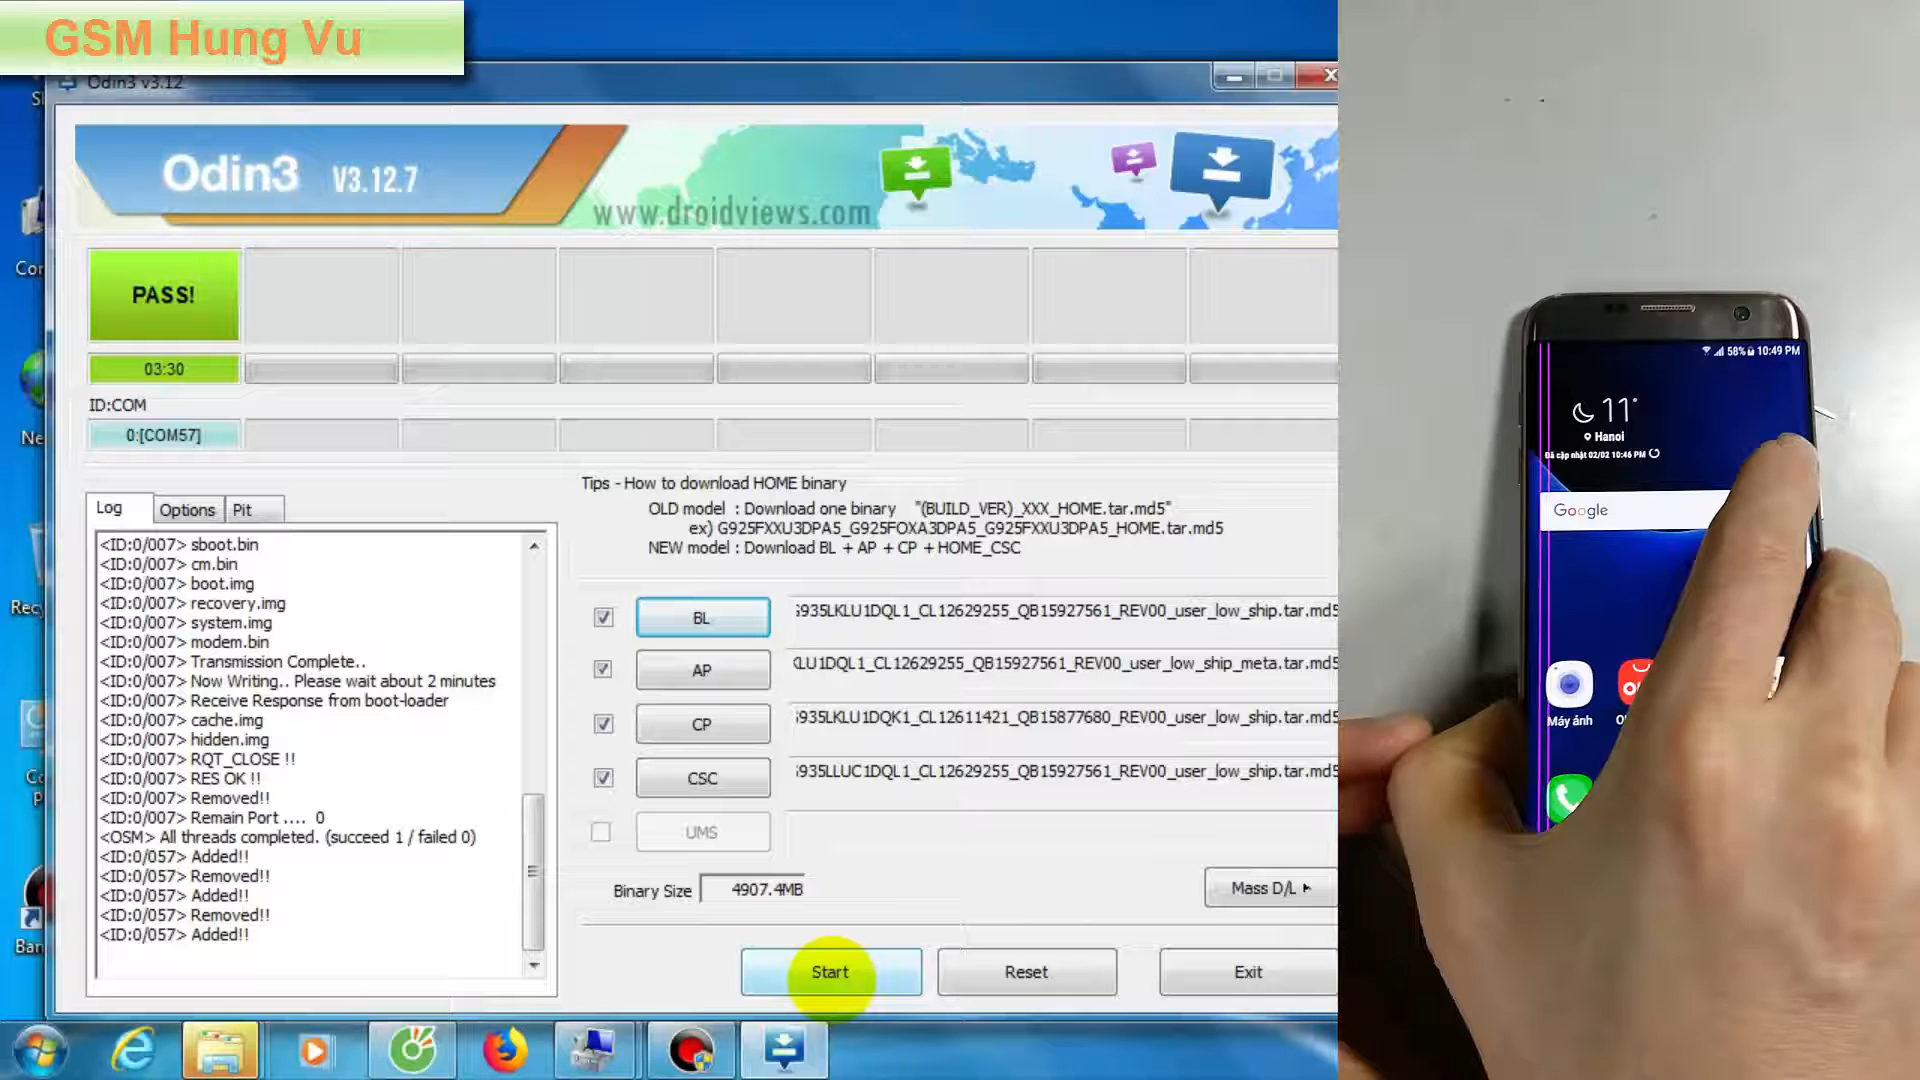 GSM Hung Vu
Odin3 v3.12
Odin3 V3.12.7
www.droidviews.com
PASS!
03:30
ID:COM
0:[COM57]
Tips - How to download HOME binary
OLD model : Download one binary "(BUILD_VER)_XXX_HOME.tar.md5"
ex) G925FXXU3DPA5_G925FOXA3DPA5_G925FXXU3DPA5_HOME.tar.md5
NEW model : Download BL + AP + CP + HOME_CSC
Log Options Pit
<ID:0/007> sboot.bin
<ID:0/007> cm.bin
<ID:0/007> boot.img
<ID:0/007> recovery.img
<ID:0/007> system.img
<ID:0/007> modem.bin
<ID:0/007> Transmission Complete..
<ID:0/007> Now Writing.. Please wait about 2 minutes
<ID:0/007> Receive Response from boot-loader
<ID:0/007> cache.img
<ID:0/007> hidden.img
<ID:0/007> RQT_CLOSE !!
<ID:0/007> RES OK !!
<ID:0/007> Removed!!
<ID:0/007> Remain Port .... 0
<OSM> All threads completed. (succeed 1 / failed 0)
<ID:0/057> Added!!
<ID:0/057> Removed!!
<ID:0/057> Added!!
<ID:0/057> Removed!!
<ID:0/057> Added!!
BL 935LKLU1DQL1_CL12629255_QB15927561_REV00_user_low_ship.tar.md5
AP LU1DQL1_CL12629255_QB15927561_REV00_user_low_ship_meta.tar.md5
CP 935LKLU1DQK1_CL12611421_QB15877680_REV00_user_low_ship.tar.md5
CSC 935LLUC1DQL1_CL12629255_QB15927561_REV00_user_low_ship.tar.md5
UMS
Binary Size 4907.4MB
Mass D/L
Start Reset Exit
58% 10:49 PM
11°
Hanoi
Đã cập nhật 02/02 10:46 PM
Google
Máy ảnh